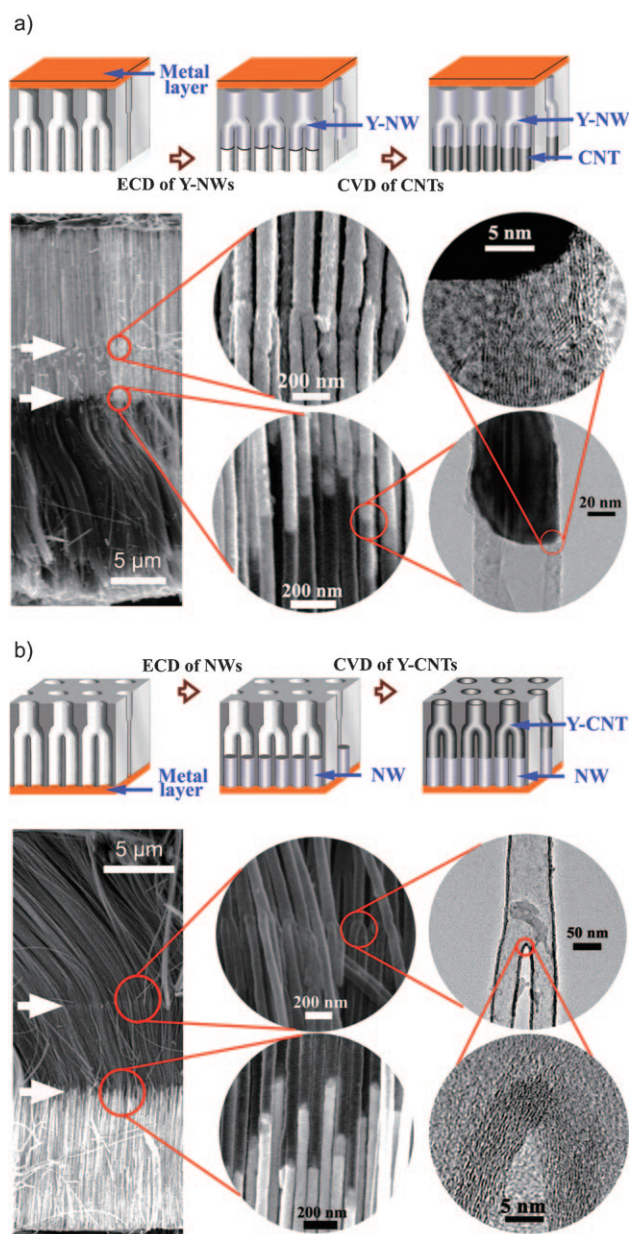 a)
Metal
layer
Y-NW
Y-NW
CNT
ECD of Y-NWs
CVD of CNTs
5 nm
200 nm
20 nm
5 µm
200 nm
b)
ECD of NWs
CVD of Y-CNTs
Y-CNT
Metal
layer
NW
NW
5 µm
50 nm
200 nm
200 nm
5 nm